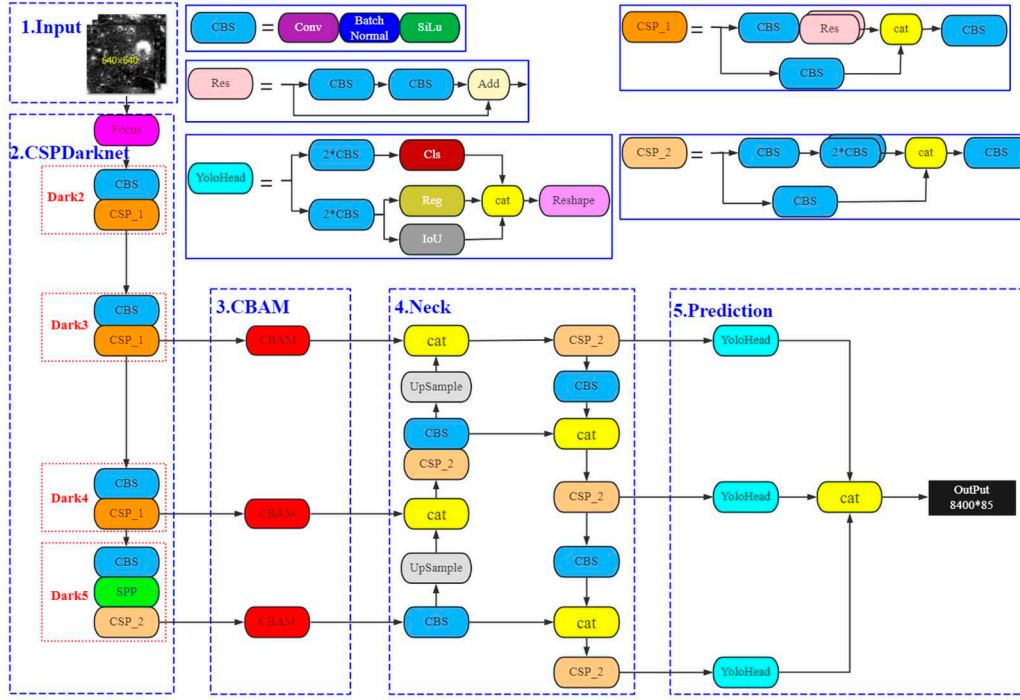 1.Input
640×640
CBS
=
Conv
Batch
Normal
SiLu
Res
=
CBS
CBS
Add
CSP_1
=
CBS
Res
cat
CBS
CBS
YoloHead
=
2*CBS
Cls
2*CBS
Reg
IoU
cat
Reshape
CSP_2
=
CBS
2*CBS
cat
CBS
CBS
2.CSPDarknet
Focus
Dark2
CBS
CSP_1
Dark3
CBS
CSP_1
Dark4
CBS
CSP_1
Dark5
CBS
SPP
CSP_2
3.CBAM
CBAM
CBAM
CBAM
4.Neck
cat
UpSample
CBS
CSP_2
cat
UpSample
CBS
CSP_2
CBS
cat
CSP_2
CBS
cat
CSP_2
5.Prediction
YoloHead
YoloHead
YoloHead
cat
OutPut
8400*85